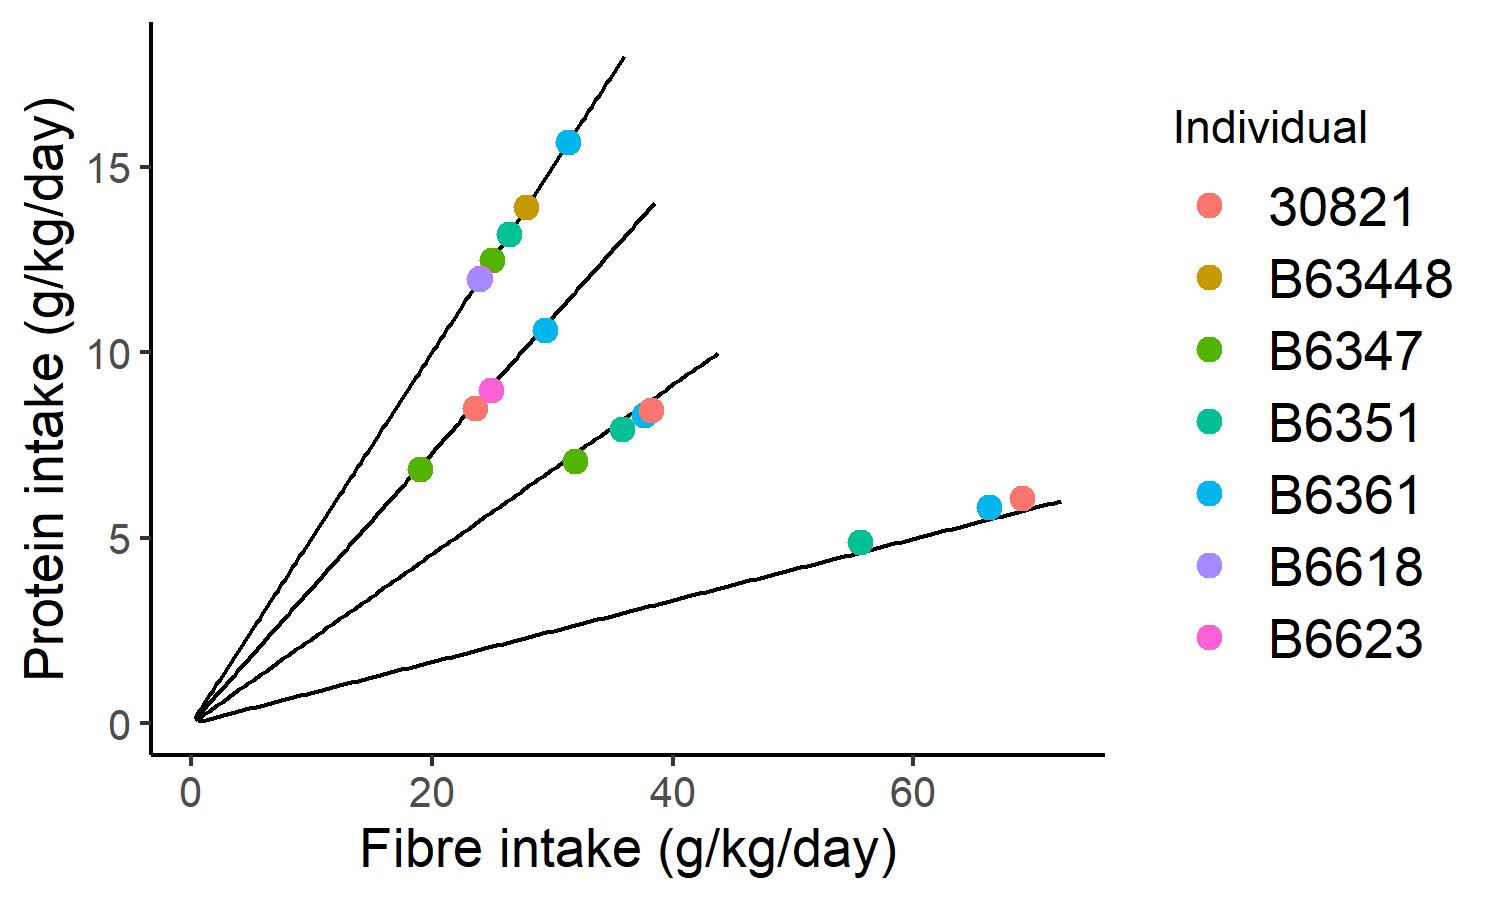 Protein intake (g/kg/day)
15
10
5
0
0 20 40 60
Fibre intake (g/kg/day)
Individual
30821
B63448
B6347
B6351
B6361
B6618
B6623